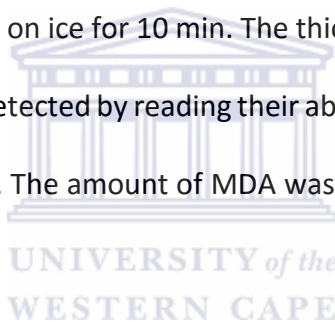 on ice for 10 min. The thic
etected by reading their ab
. The amount of MDA was
UNIVERSITY of the
WESTERN CAPE